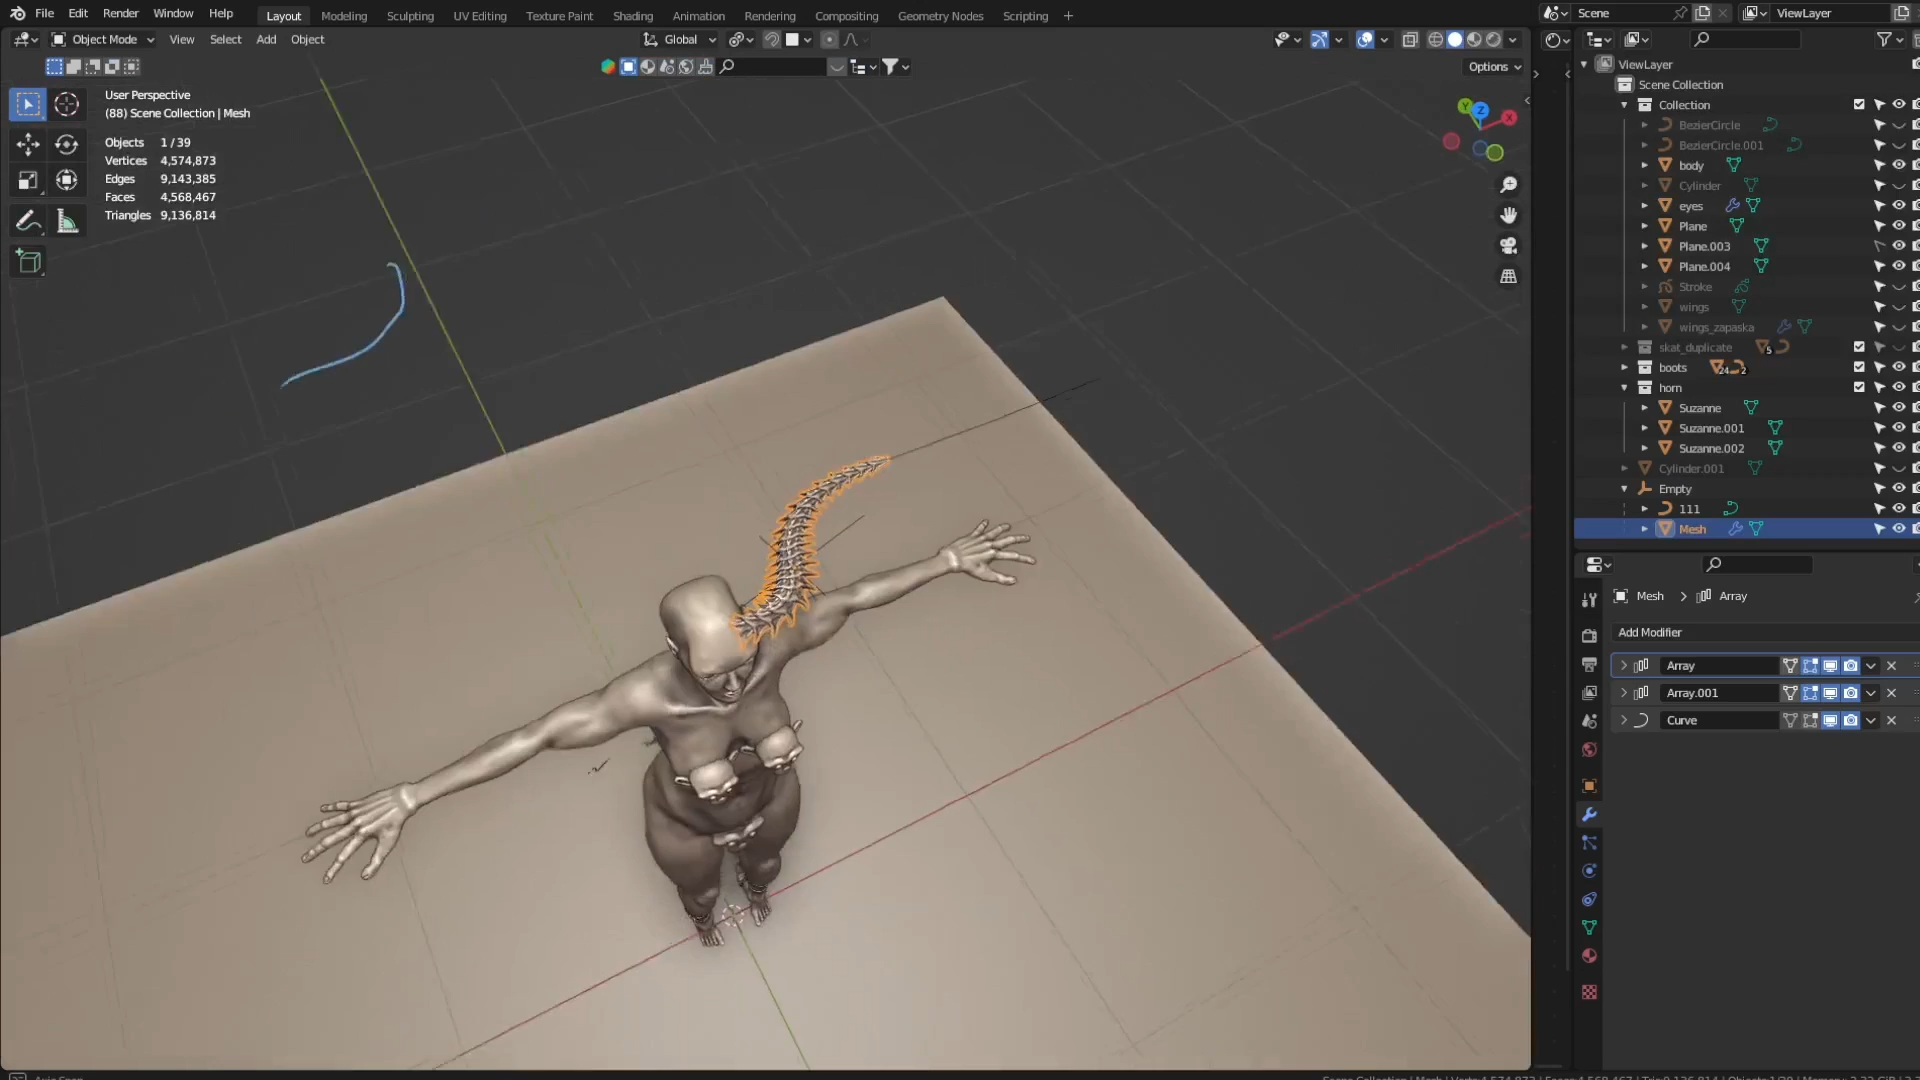 File Edit Render Window Help Layout Modeling Sculpting UV Editing Texture Paint Shading Animation Rendering Compositing Geometry Nodes Scripting + Scene ViewLayer
Object Mode View Select Add Object Global
Options
User Perspective
(88) Scene Collection | Mesh
Objects 1 / 39
Vertices 4,574,873
Edges 9,143,385
Faces 4,568,467
Triangles 9,136,814
Y Z X
ViewLayer
Scene Collection
Collection
BezierCircle
BezierCircle.001
body
Cylinder
eyes
Plane
Plane.003
Plane.004
Stroke
wings
wings_zapaska
skat_duplicate 5
boots 24 2
horn
Suzanne
Suzanne.001
Suzanne.002
Cylinder.001
Empty
111
Mesh
Mesh > Array
Add Modifier
Array
Array.001
Curve